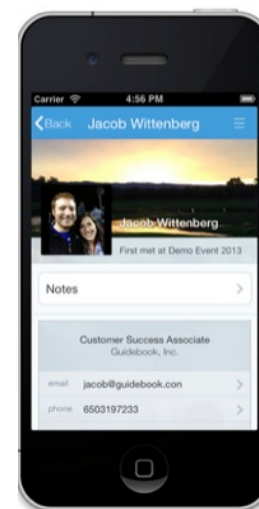 Carrier 4:56 PM
Back Jacob Wittenberg
Jacob Wittenberg
First met at Demo Event 2013
Notes
Customer Success Associate
Guidebook, Inc.
email jacob@guidebook.con
phone 6503197233